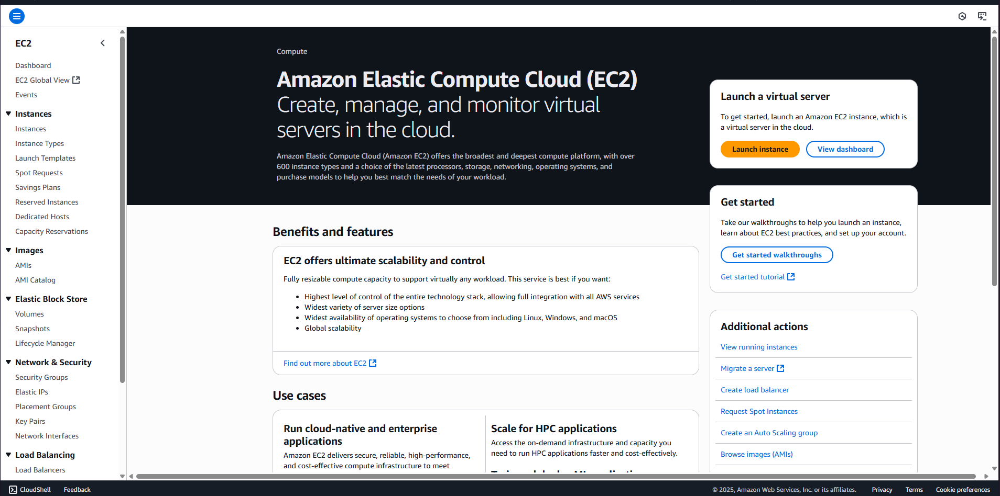 EC2
Dashboard
EC2 Global View
Events
Instances
Instances
Instance Types
Launch Templates
Spot Requests
Savings Plans
Reserved Instances
Dedicated Hosts
Capacity Reservations
Images
AMIs
AMI Catalog
Elastic Block Store
Volumes
Snapshots
Lifecycle Manager
Network & Security
Security Groups
Elastic IPs
Placement Groups
Key Pairs
Network Interfaces
Load Balancing
Load Balancers
Compute
Amazon Elastic Compute Cloud (EC2)
Create, manage, and monitor virtual
servers in the cloud.
Amazon Elastic Compute Cloud (Amazon EC2) offers the broadest and deepest compute platform, with over
600 instance types and a choice of the latest processors, storage, networking, operating systems, and
purchase models to help you best match the needs of your workload.
Benefits and features
EC2 offers ultimate scalability and control
Fully resizable compute capacity to support virtually any workload. This service is best if you want:
• Highest level of control of the entire technology stack, allowing full integration with all AWS services
• Widest variety of server size options
• Widest availability of operating systems to choose from including Linux, Windows, and macOS
• Global scalability
Find out more about EC2
Use cases
Run cloud-native and enterprise
applications
Amazon EC2 delivers secure, reliable, high-performance,
and cost-effective compute infrastructure to meet
Scale for HPC applications
Access the on-demand infrastructure and capacity you
need to run HPC applications faster and cost-effectively.
Launch a virtual server
To get started, launch an Amazon EC2 instance, which is
a virtual server in the cloud.
Launch instance
View dashboard
Get started
Take our walkthroughs to help you launch an instance,
learn about EC2 best practices, and set up your account.
Get started walkthroughs
Get started tutorial
Additional actions
View running instances
Migrate a server
Create load balancer
Request Spot Instances
Create an Auto Scaling group
Browse images (AMIs)
CloudShell
Feedback
© 2025, Amazon Web Services, Inc. or its affiliates.
Privacy
Terms
Cookie preferences